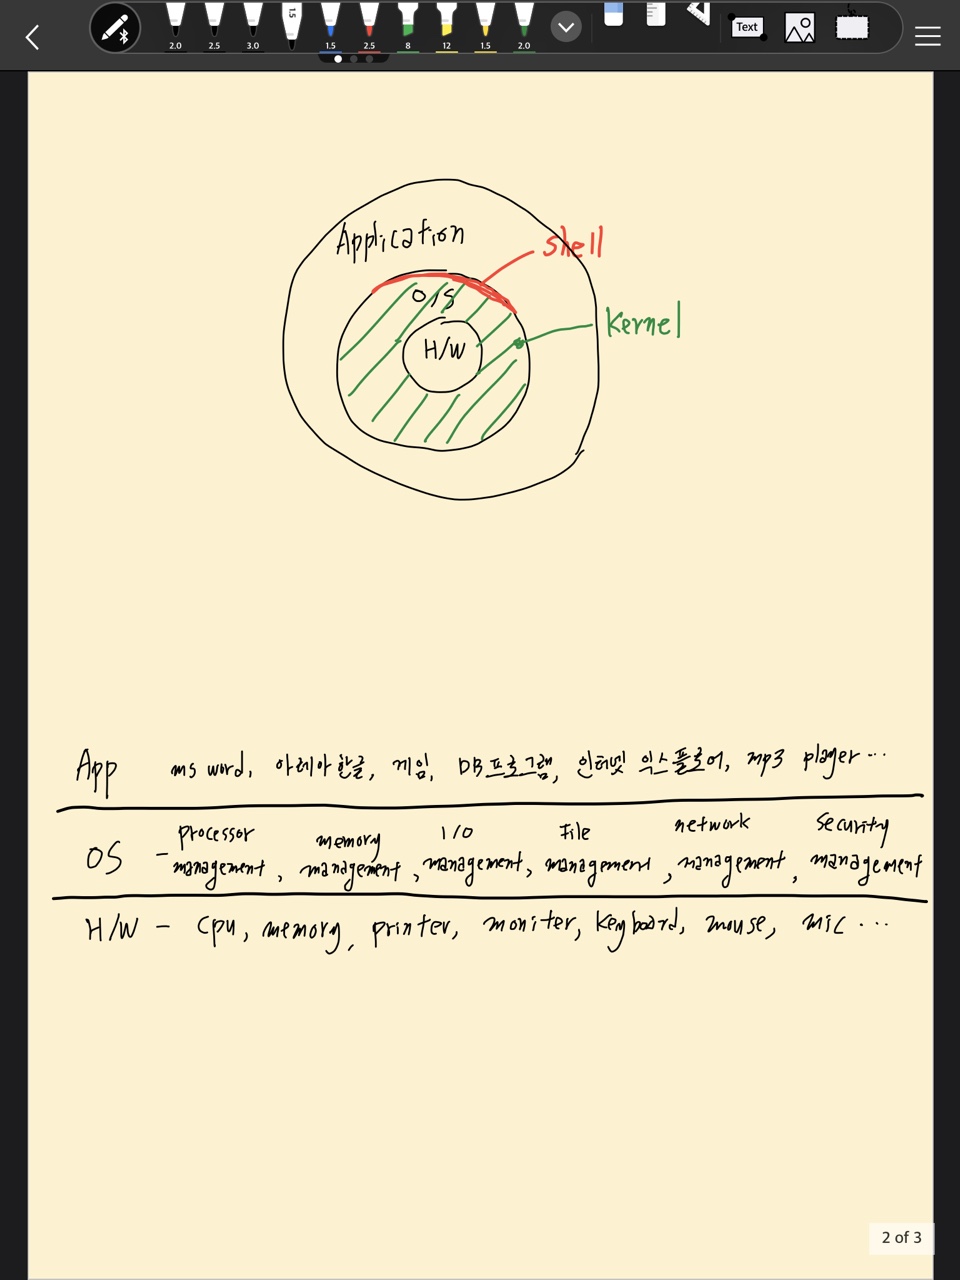 2.0 2.5 3.0 1.5 1.5 2.5 8 12 1.5 2.0
Text
Application
shell
O/S
kernel
H/W
App ms word, 아레아한글, 게임, DB프로그램, 인터넷 익스플로어, mp3 player ...
OS - processor management, memory management, I/O management, File management, network management, security management
H/W - cpu, memory, printer, moniter, keyboard, mouse, mic ...
2 of 3